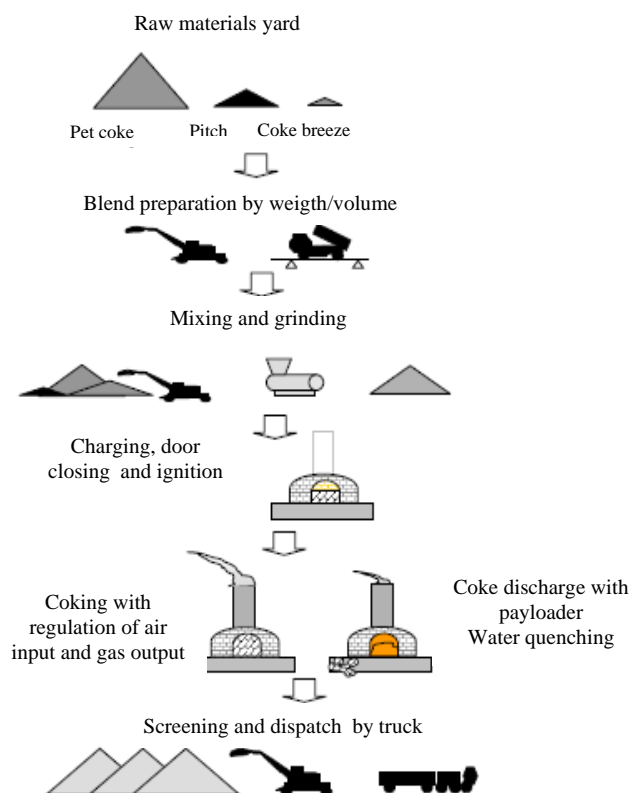 Raw materials yard
Pet coke Pitch Coke breeze
Blend preparation by weigth/volume
Mixing and grinding
Charging, door
closing and ignition
Coking with
regulation of air
input and gas output
Coke discharge with
payloader
Water quenching
Screening and dispatch by truck